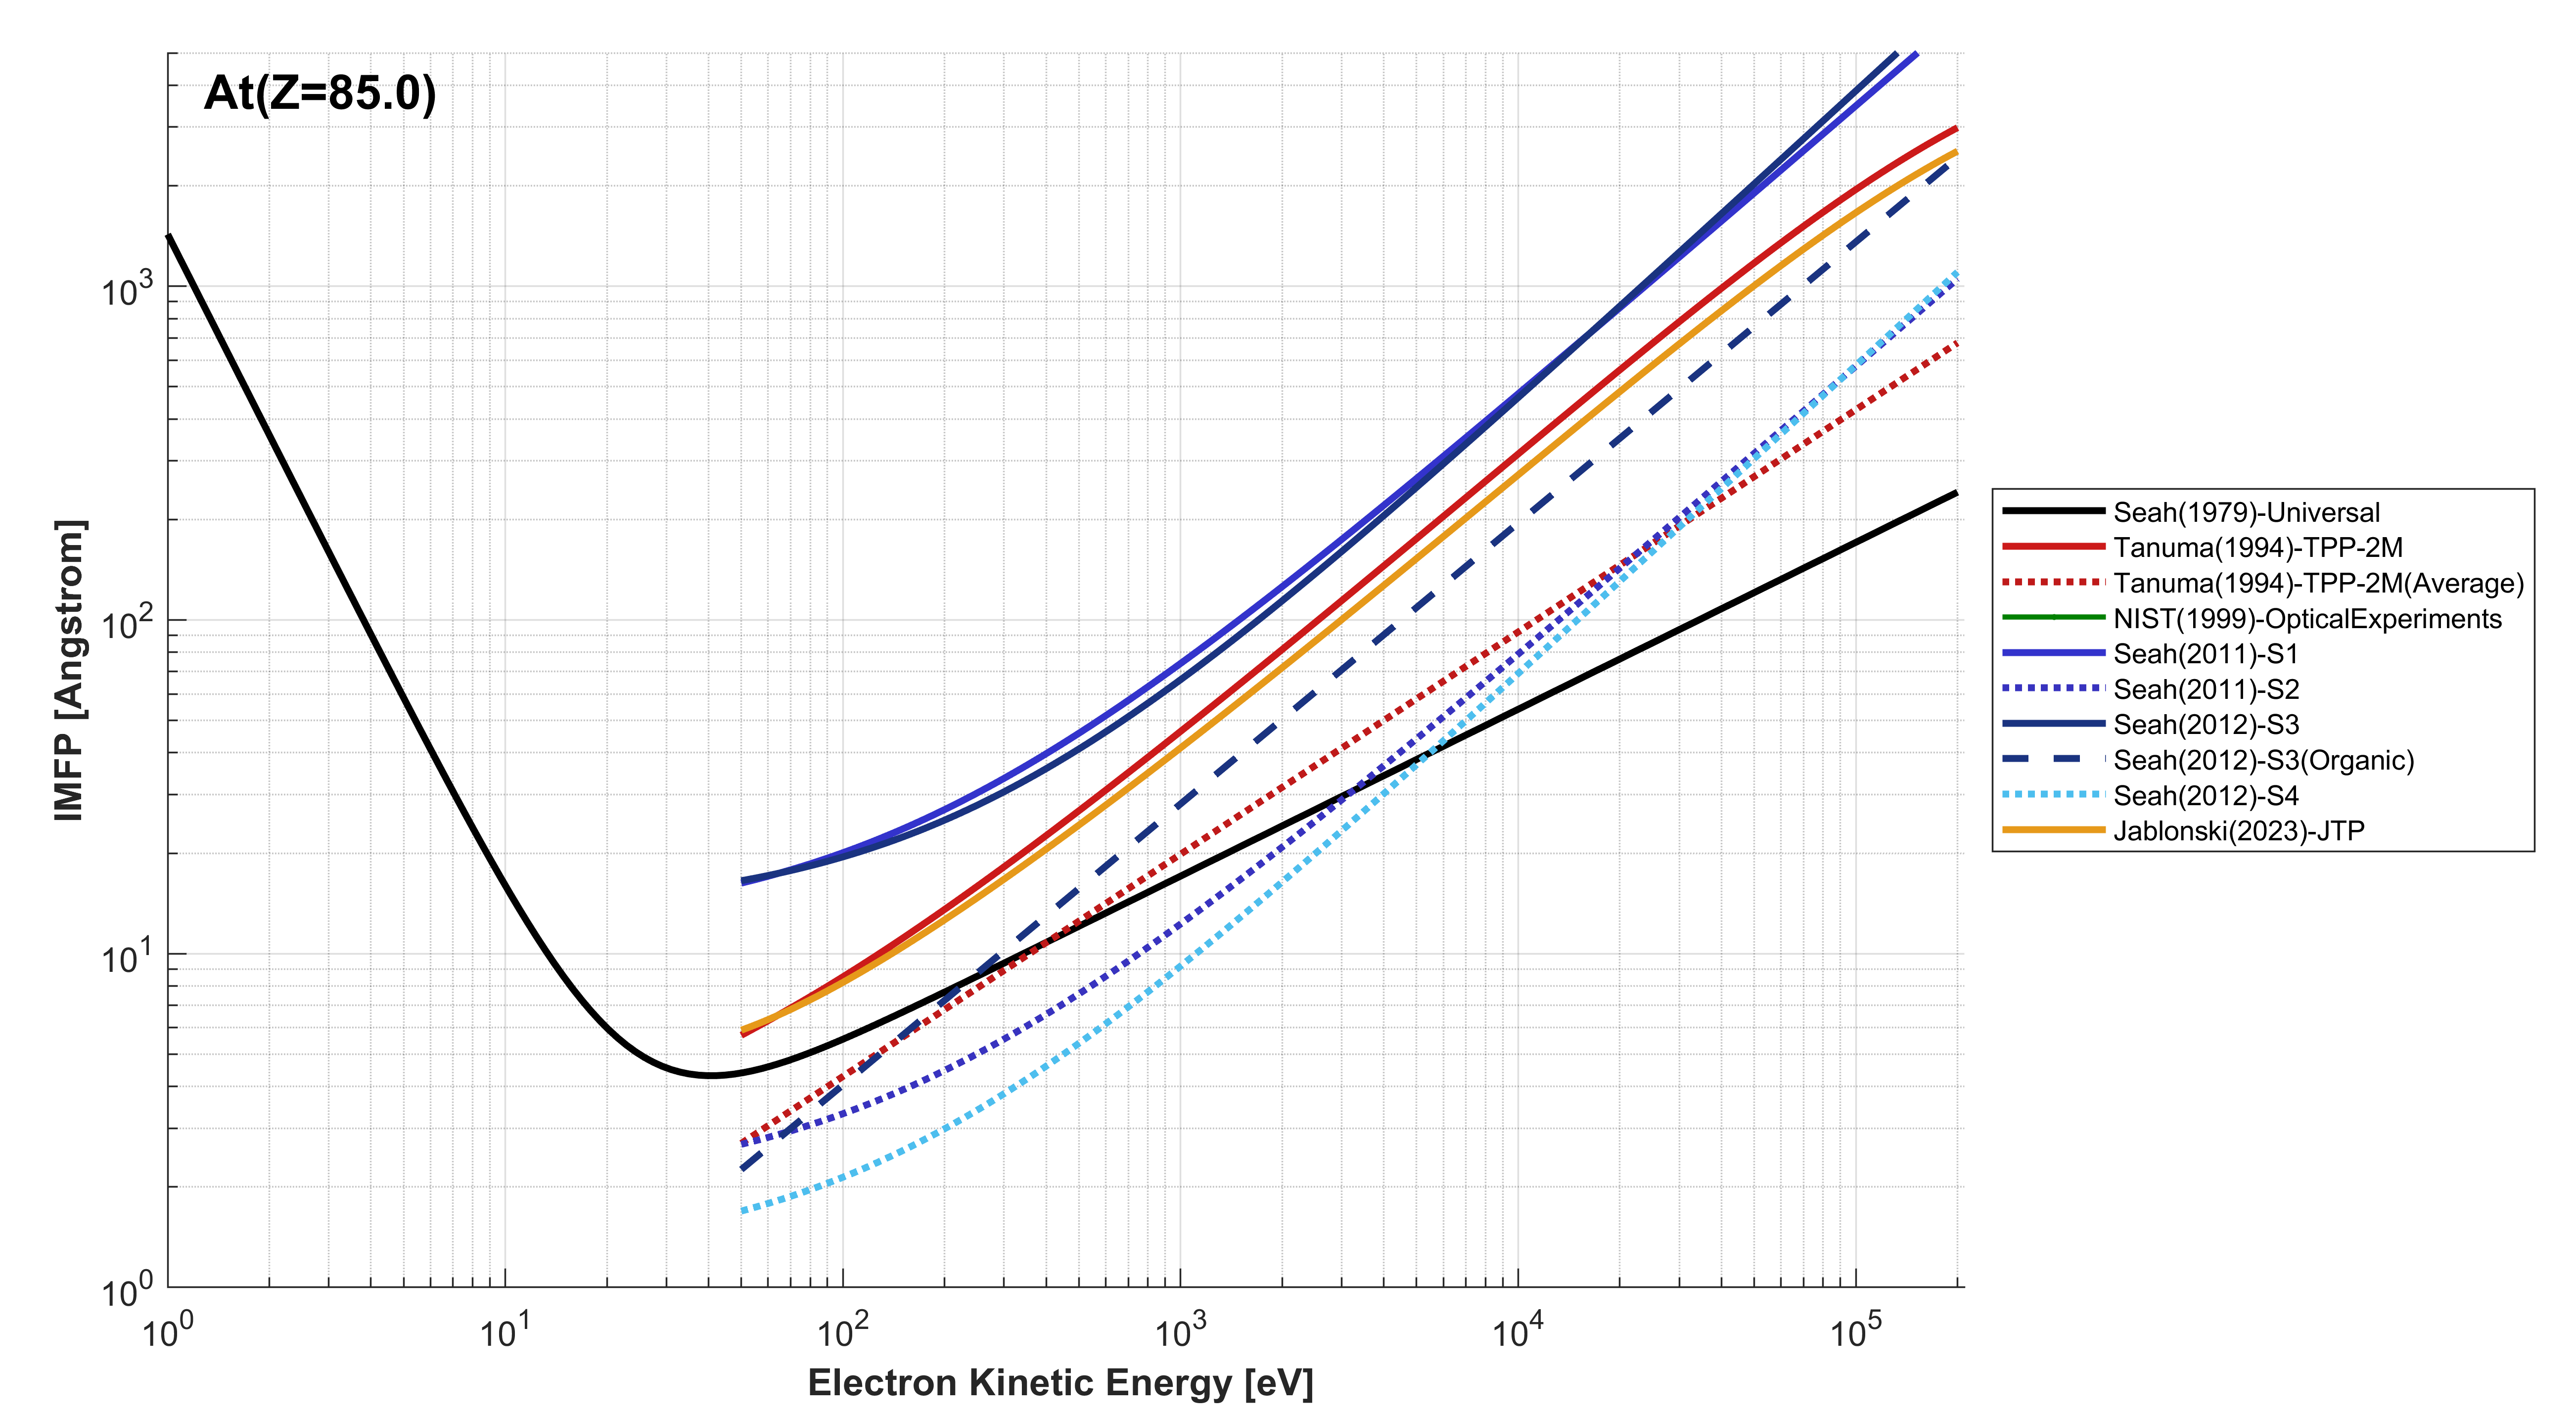 At(Z=85.0)
IMFP [Angstrom]
10^3
10^2
10^1
10^0
10^0 10^1 10^2 10^3 10^4 10^5
Electron Kinetic Energy [eV]
Seah(1979)-Universal
Tanuma(1994)-TPP-2M
Tanuma(1994)-TPP-2M(Average)
NIST(1999)-OpticalExperiments
Seah(2011)-S1
Seah(2011)-S2
Seah(2012)-S3
Seah(2012)-S3(Organic)
Seah(2012)-S4
Jablonski(2023)-JTP